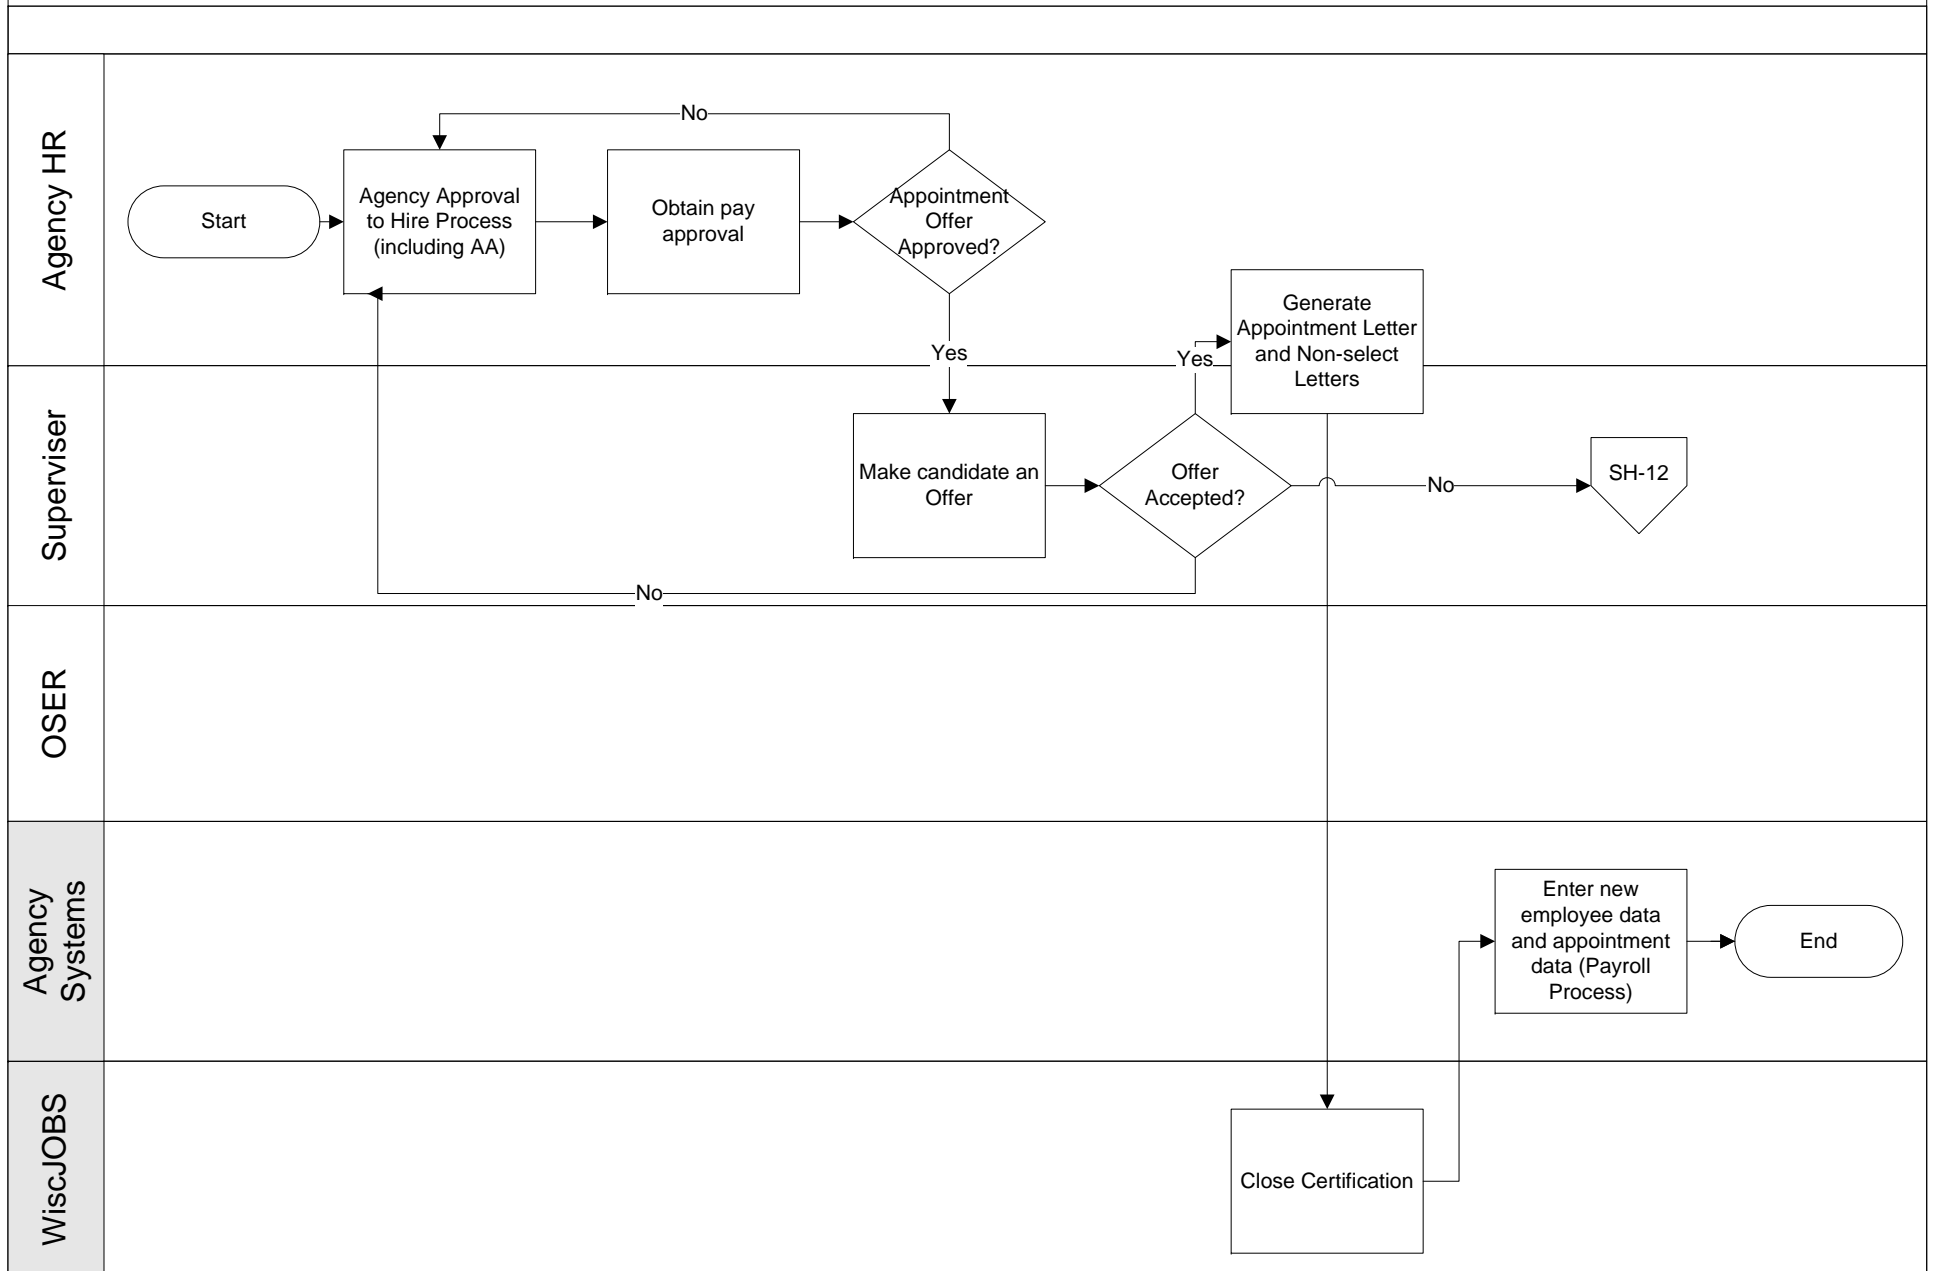 Agency HR
No
Start
Agency Approval
to Hire Process
(including AA)
Obtain pay
approval
Appointment
Offer
Approved?
Yes
Yes
Generate
Appointment Letter
and Non-select
Letters
Superviser
Make candidate an
Offer
Offer
Accepted?
No
SH-12
No
OSER
Agency
Systems
Enter new
employee data
and appointment
data (Payroll
Process)
End
WiscJOBS
Close Certification